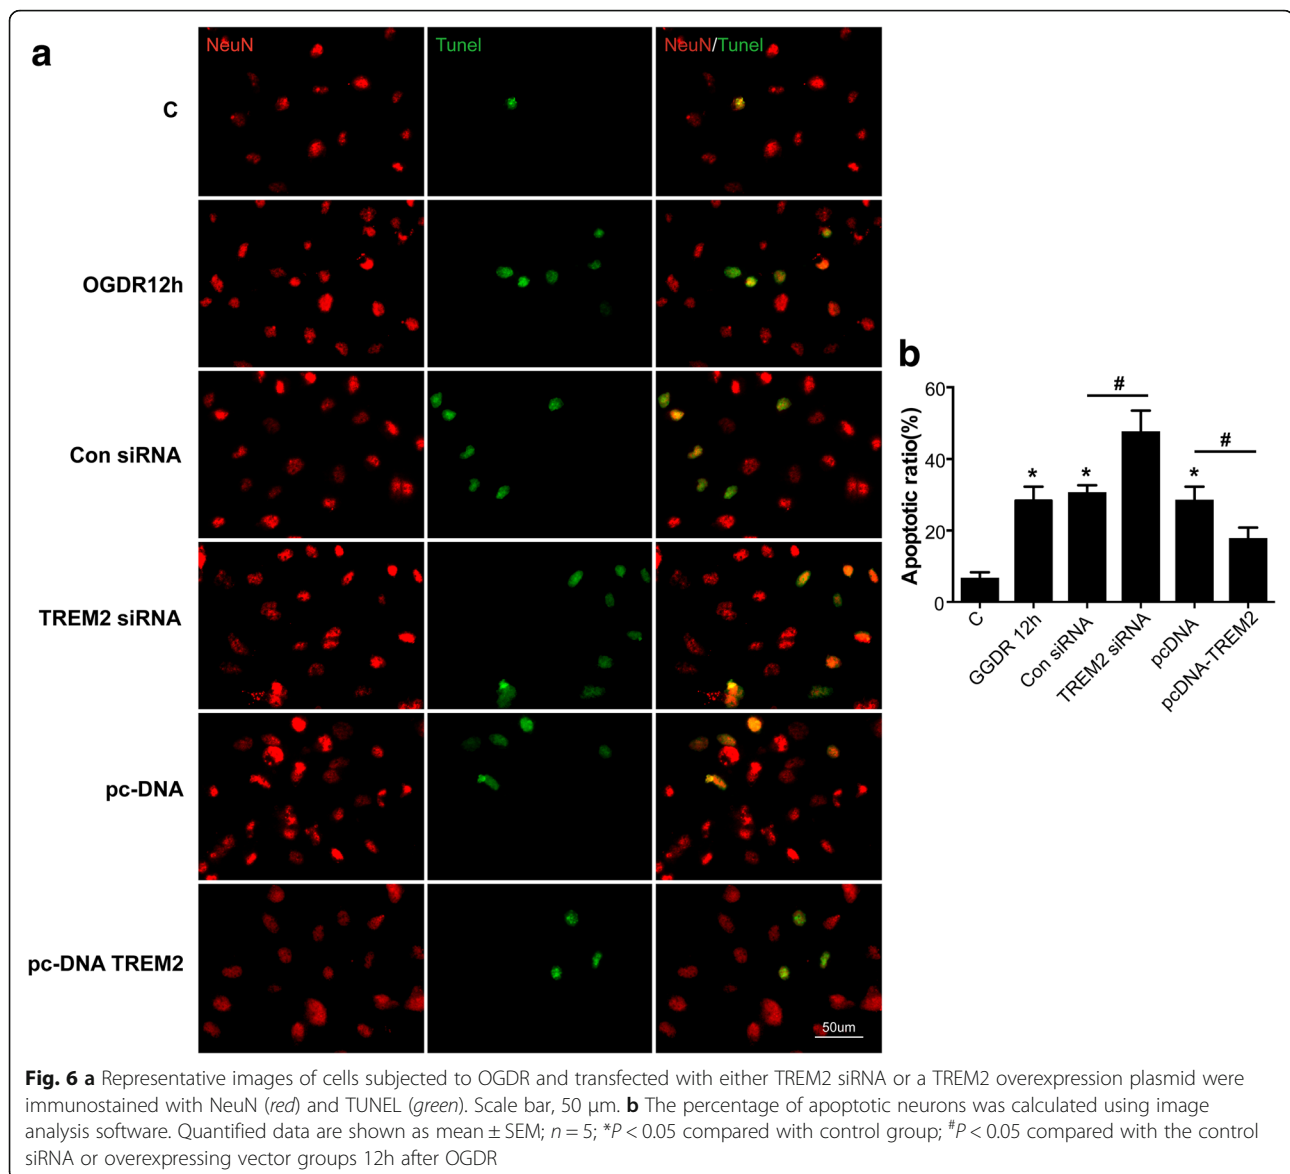 a
NeuN
Tunel
NeuN/Tunel
C
OGDR12h
Con siRNA
TREM2 siRNA
pc-DNA
pc-DNA TREM2
50um
b
Apoptotic ratio(%)
60
40
20
0
*
*
#
*
#
C
GGDR 12h
Con siRNA
TREM2 siRNA
pcDNA
pcDNA-TREM2
Fig. 6 a Representative images of cells subjected to OGDR and transfected with either TREM2 siRNA or a TREM2 overexpression plasmid were
immunostained with NeuN (red) and TUNEL (green). Scale bar, 50 μm. b The percentage of apoptotic neurons was calculated using image
analysis software. Quantified data are shown as mean ± SEM; n = 5; *P < 0.05 compared with control group; #P < 0.05 compared with the control
siRNA or overexpressing vector groups 12h after OGDR